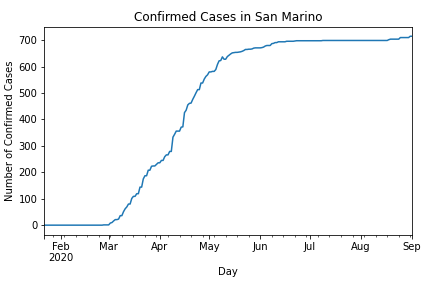 Confirmed Cases in San Marino
Number of Confirmed Cases
700
600
500
400
300
200
100
0
Feb Mar Apr May Jun Jul Aug Sep
2020
Day